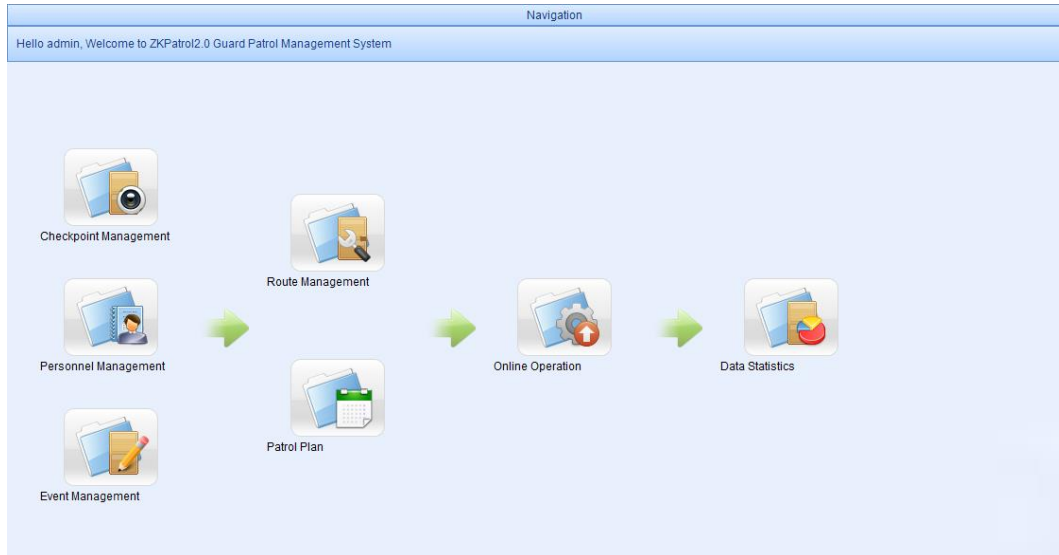 Navigation
Hello admin, Welcome to ZKPatrol2.0 Guard Patrol Management System
Checkpoint Management
Route Management
Personnel Management
Online Operation
Data Statistics
Patrol Plan
Event Management